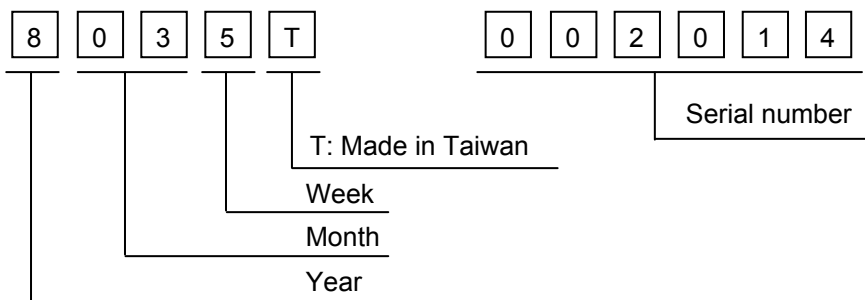 8 0 3 5 T 0 0 2 0 1 4
Serial number
T: Made in Taiwan
Week
Month
Year